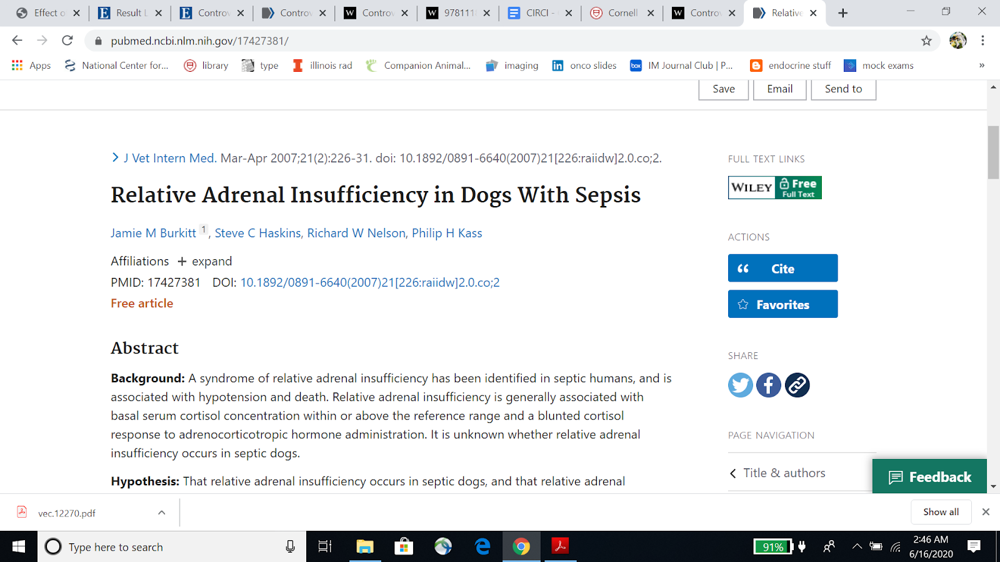 Effect o
Result L
Controv
Controv
Controv
978111
CIRCI -
Cornell
Controv
Relative
pubmed.ncbi.nlm.nih.gov/17427381/
Apps
National Center for...
library
type
illinois rad
Companion Animal...
imaging
onco slides
IM Journal Club | P...
endocrine stuff
mock exams
»
Save
Email
Send to
J Vet Intern Med. Mar-Apr 2007;21(2):226-31. doi: 10.1892/0891-6640(2007)21[226:raiidw]2.0.co;2.
Relative Adrenal Insufficiency in Dogs With Sepsis
Jamie M Burkitt 1, Steve C Haskins, Richard W Nelson, Philip H Kass
Affiliations + expand
PMID: 17427381 DOI: 10.1892/0891-6640(2007)21[226:raiidw]2.0.co;2
Free article
Abstract
Background: A syndrome of relative adrenal insufficiency has been identified in septic humans, and is
associated with hypotension and death. Relative adrenal insufficiency is generally associated with
basal serum cortisol concentration within or above the reference range and a blunted cortisol
response to adrenocorticotropic hormone administration. It is unknown whether relative adrenal
insufficiency occurs in septic dogs.
Hypothesis: That relative adrenal insufficiency occurs in septic dogs, and that relative adrenal
FULL TEXT LINKS
WILEY Free
Full Text
ACTIONS
Cite
Favorites
SHARE
PAGE NAVIGATION
Title & authors
Feedback
vec.12270.pdf
Show all
Type here to search
91%
2:46 AM
6/16/2020